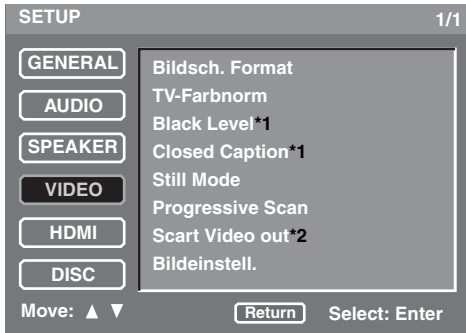 SETUP 1/1
GENERAL
AUDIO
SPEAKER
VIDEO
HDMI
DISC
Bildsch. Format
TV-Farbnorm
Black Level*1
Closed Caption*1
Still Mode
Progressive Scan
Scart Video out*2
Bildeinstell.
Move: ▲ ▼ Return Select: Enter